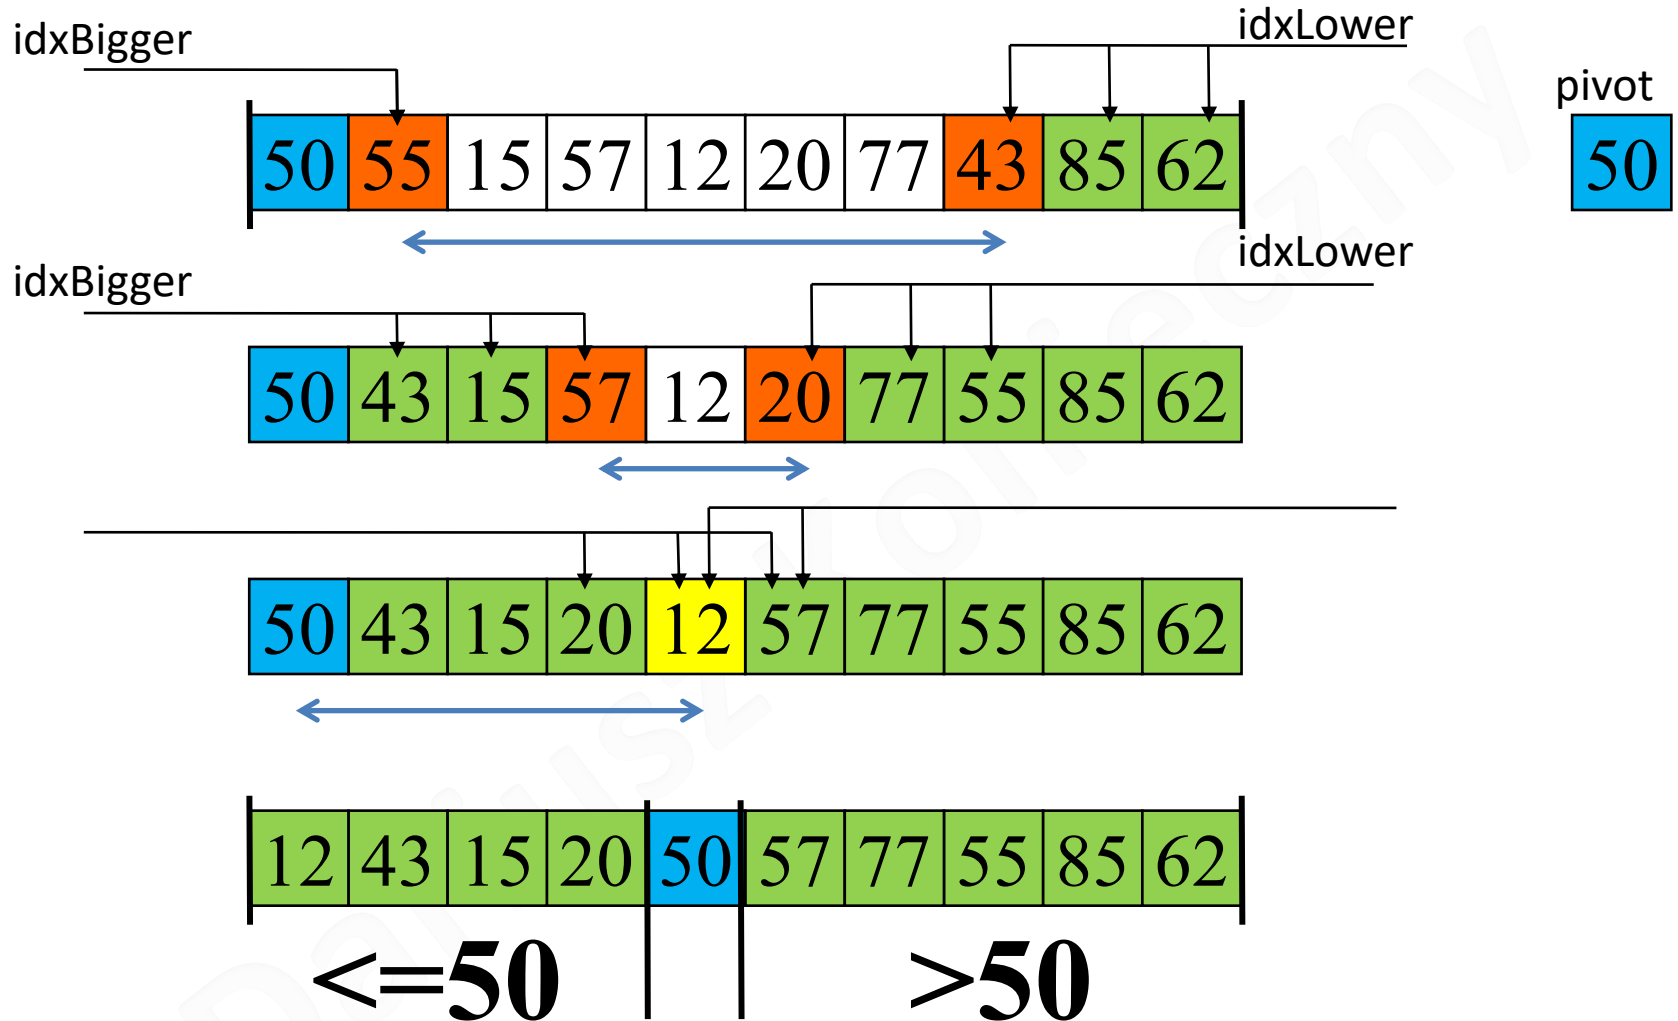 idxBigger
idxLower
pivot
50 55 15 57 12 20 77 43 85 62
50
idxBigger
idxLower
50 43 15 57 12 20 77 55 85 62
50 43 15 20 12 57 77 55 85 62
12 43 15 20 50 57 77 55 85 62
<=50 >50
Dariusz Konieczny